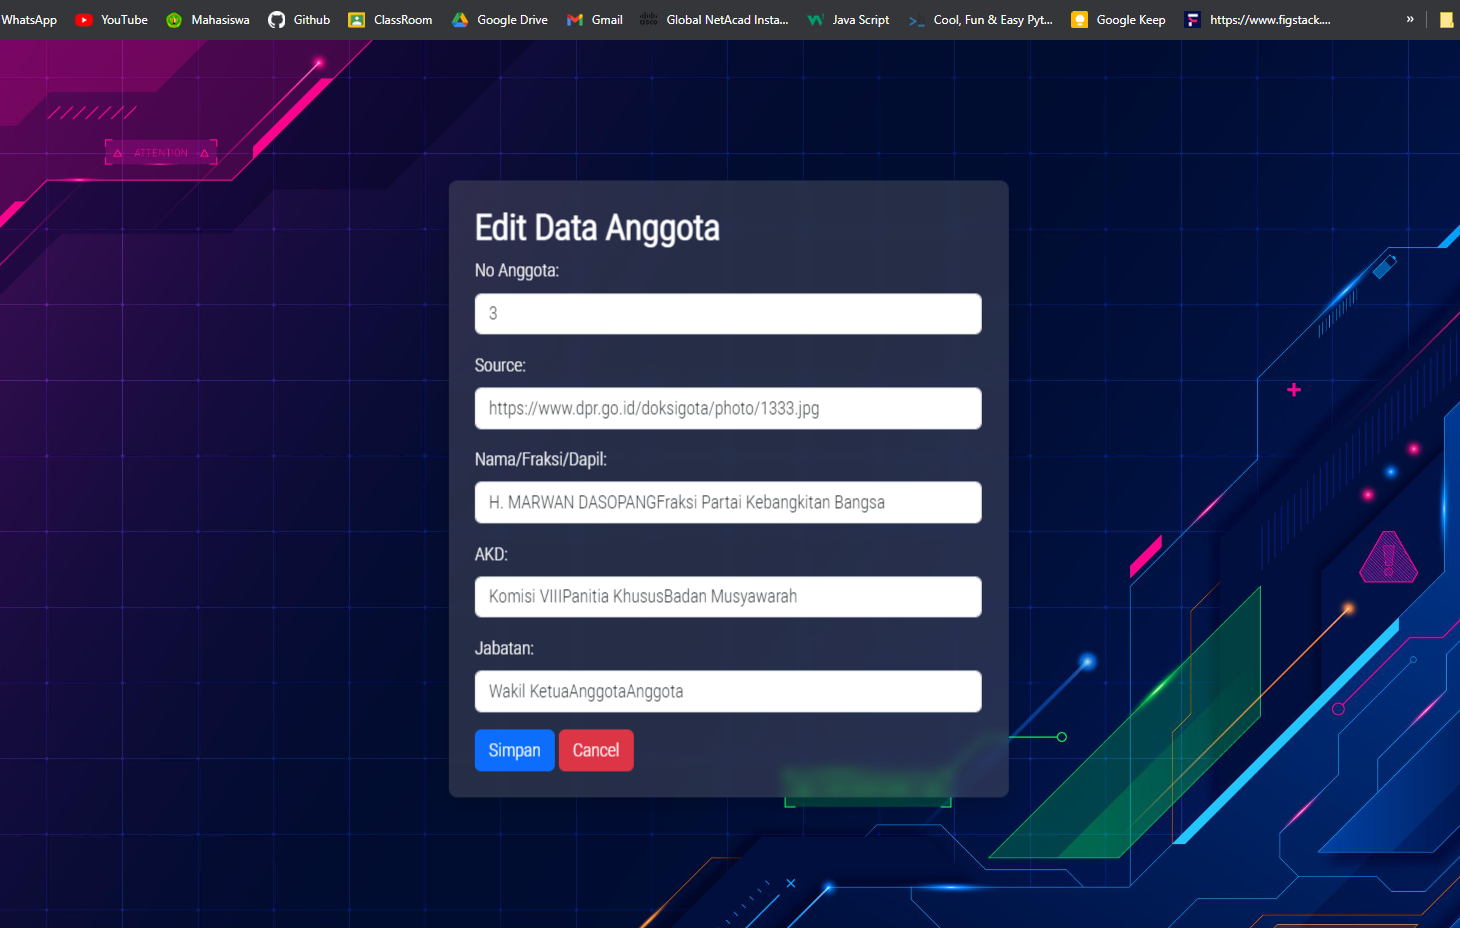 WhatsApp YouTube Mahasiswa Github ClassRoom Google Drive Gmail Global NetAcad Insta... Java Script Cool, Fun & Easy Pyt... Google Keep https://www.figstack.... »
ATTENTION
Edit Data Anggota
No Anggota:
3
Source:
https://www.dpr.go.id/doksigota/photo/1333.jpg
Nama/Fraksi/Dapil:
H. MARWAN DASOPANGFraksi Partai Kebangkitan Bangsa
AKD:
Komisi VIIIPanitia KhususBadan Musyawarah
Jabatan:
Wakil KetuaAnggotaAnggota
Simpan Cancel